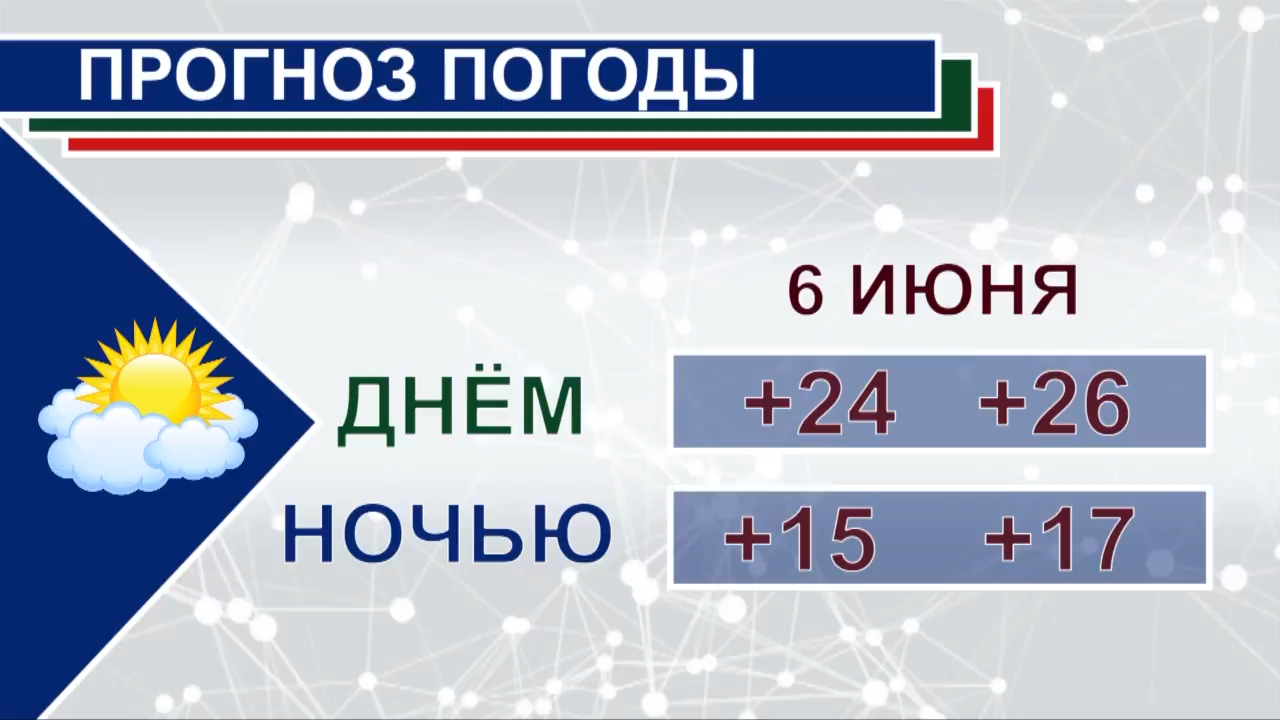 ПРОГНОЗ ПОГОДЫ
6 ИЮНЯ
ДНЁМ +24 +26
НОЧЬЮ +15 +17